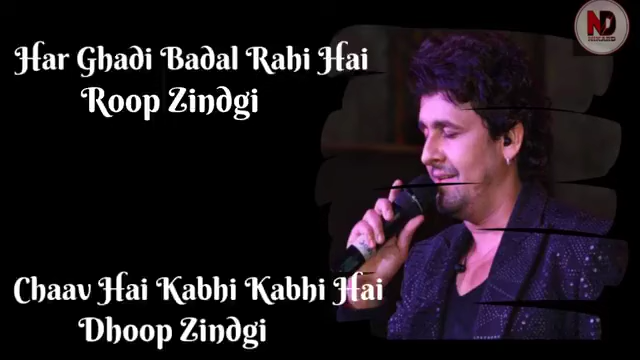 ND
Har Ghadi Badal Rahi Hai
Roop Zindgi
Chaav Hai Kabhi Kabhi Hai
Dhoop Zindgi